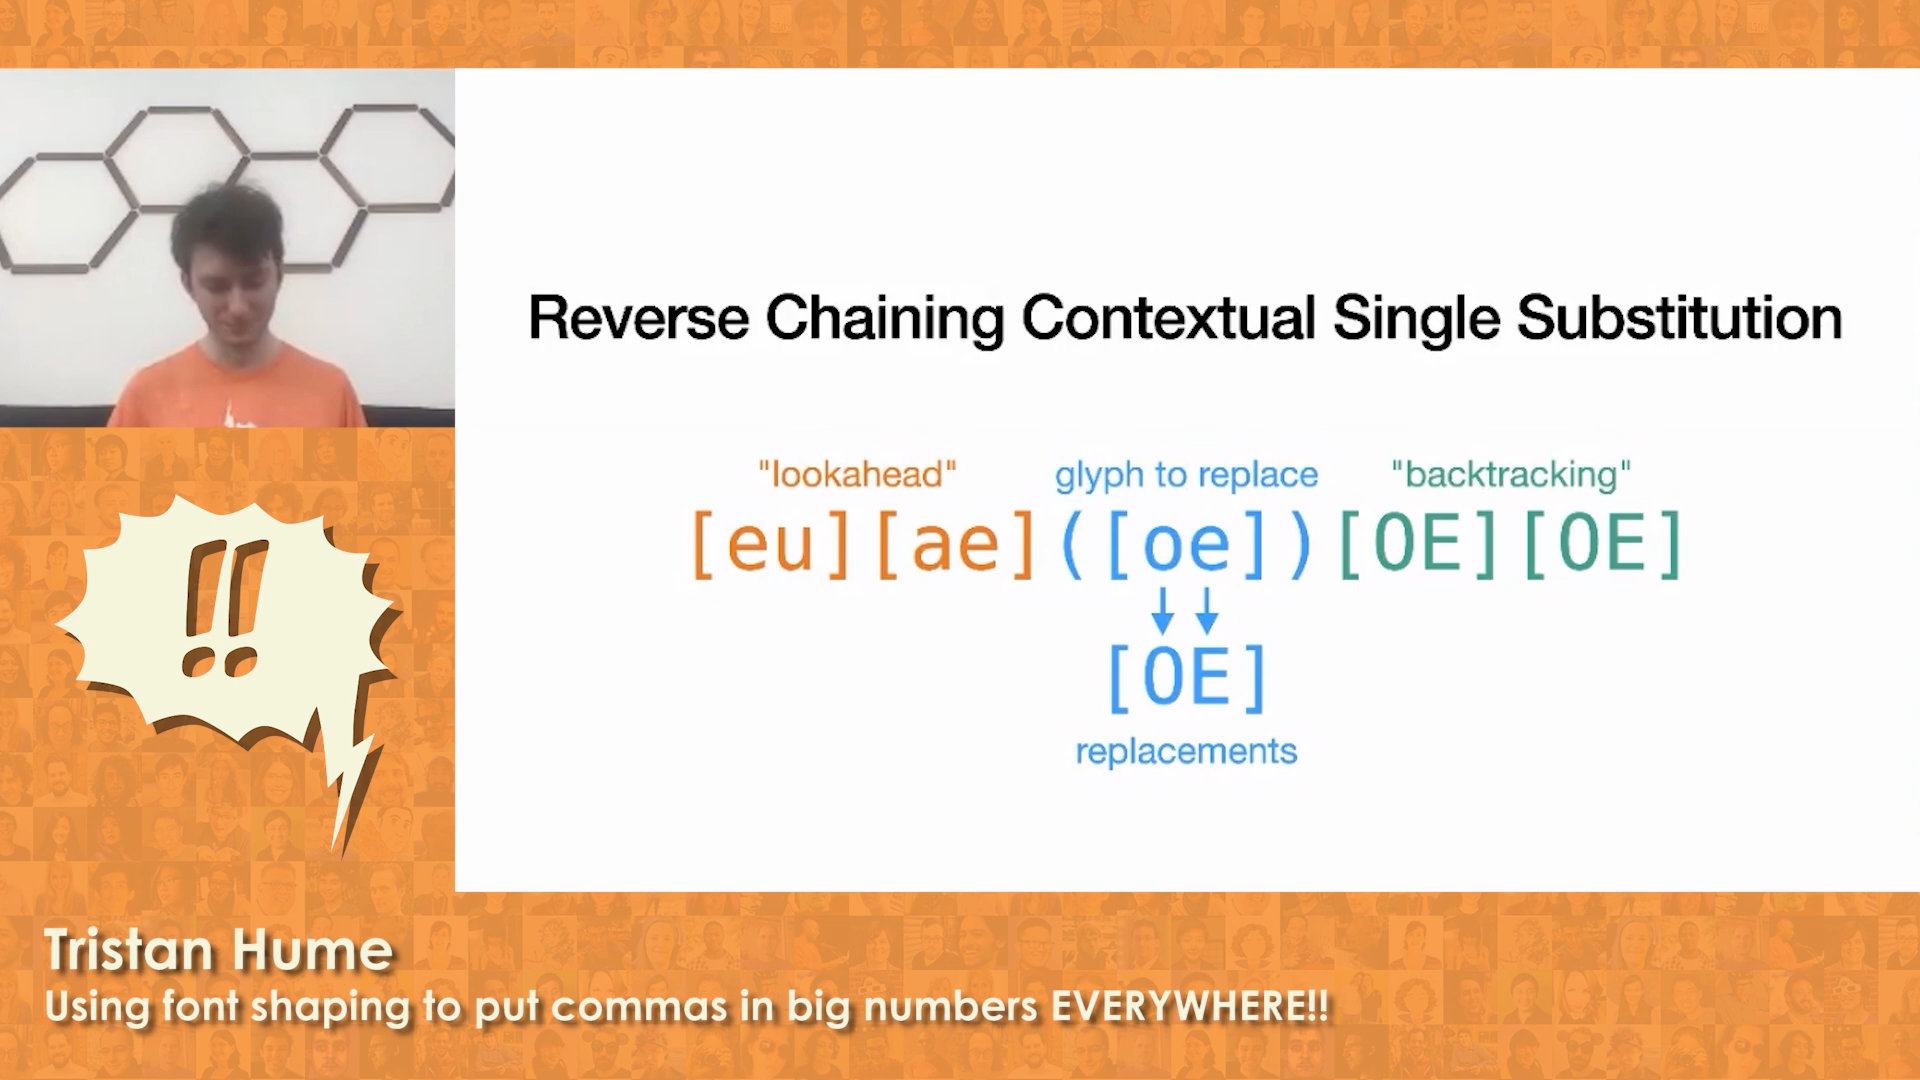 Reverse Chaining Contextual Single Substitution
"lookahead" glyph to replace "backtracking"
[eu][ae]([oe])[OE][OE]
[OE]
replacements
!!
Tristan Hume
Using font shaping to put commas in big numbers EVERYWHERE!!